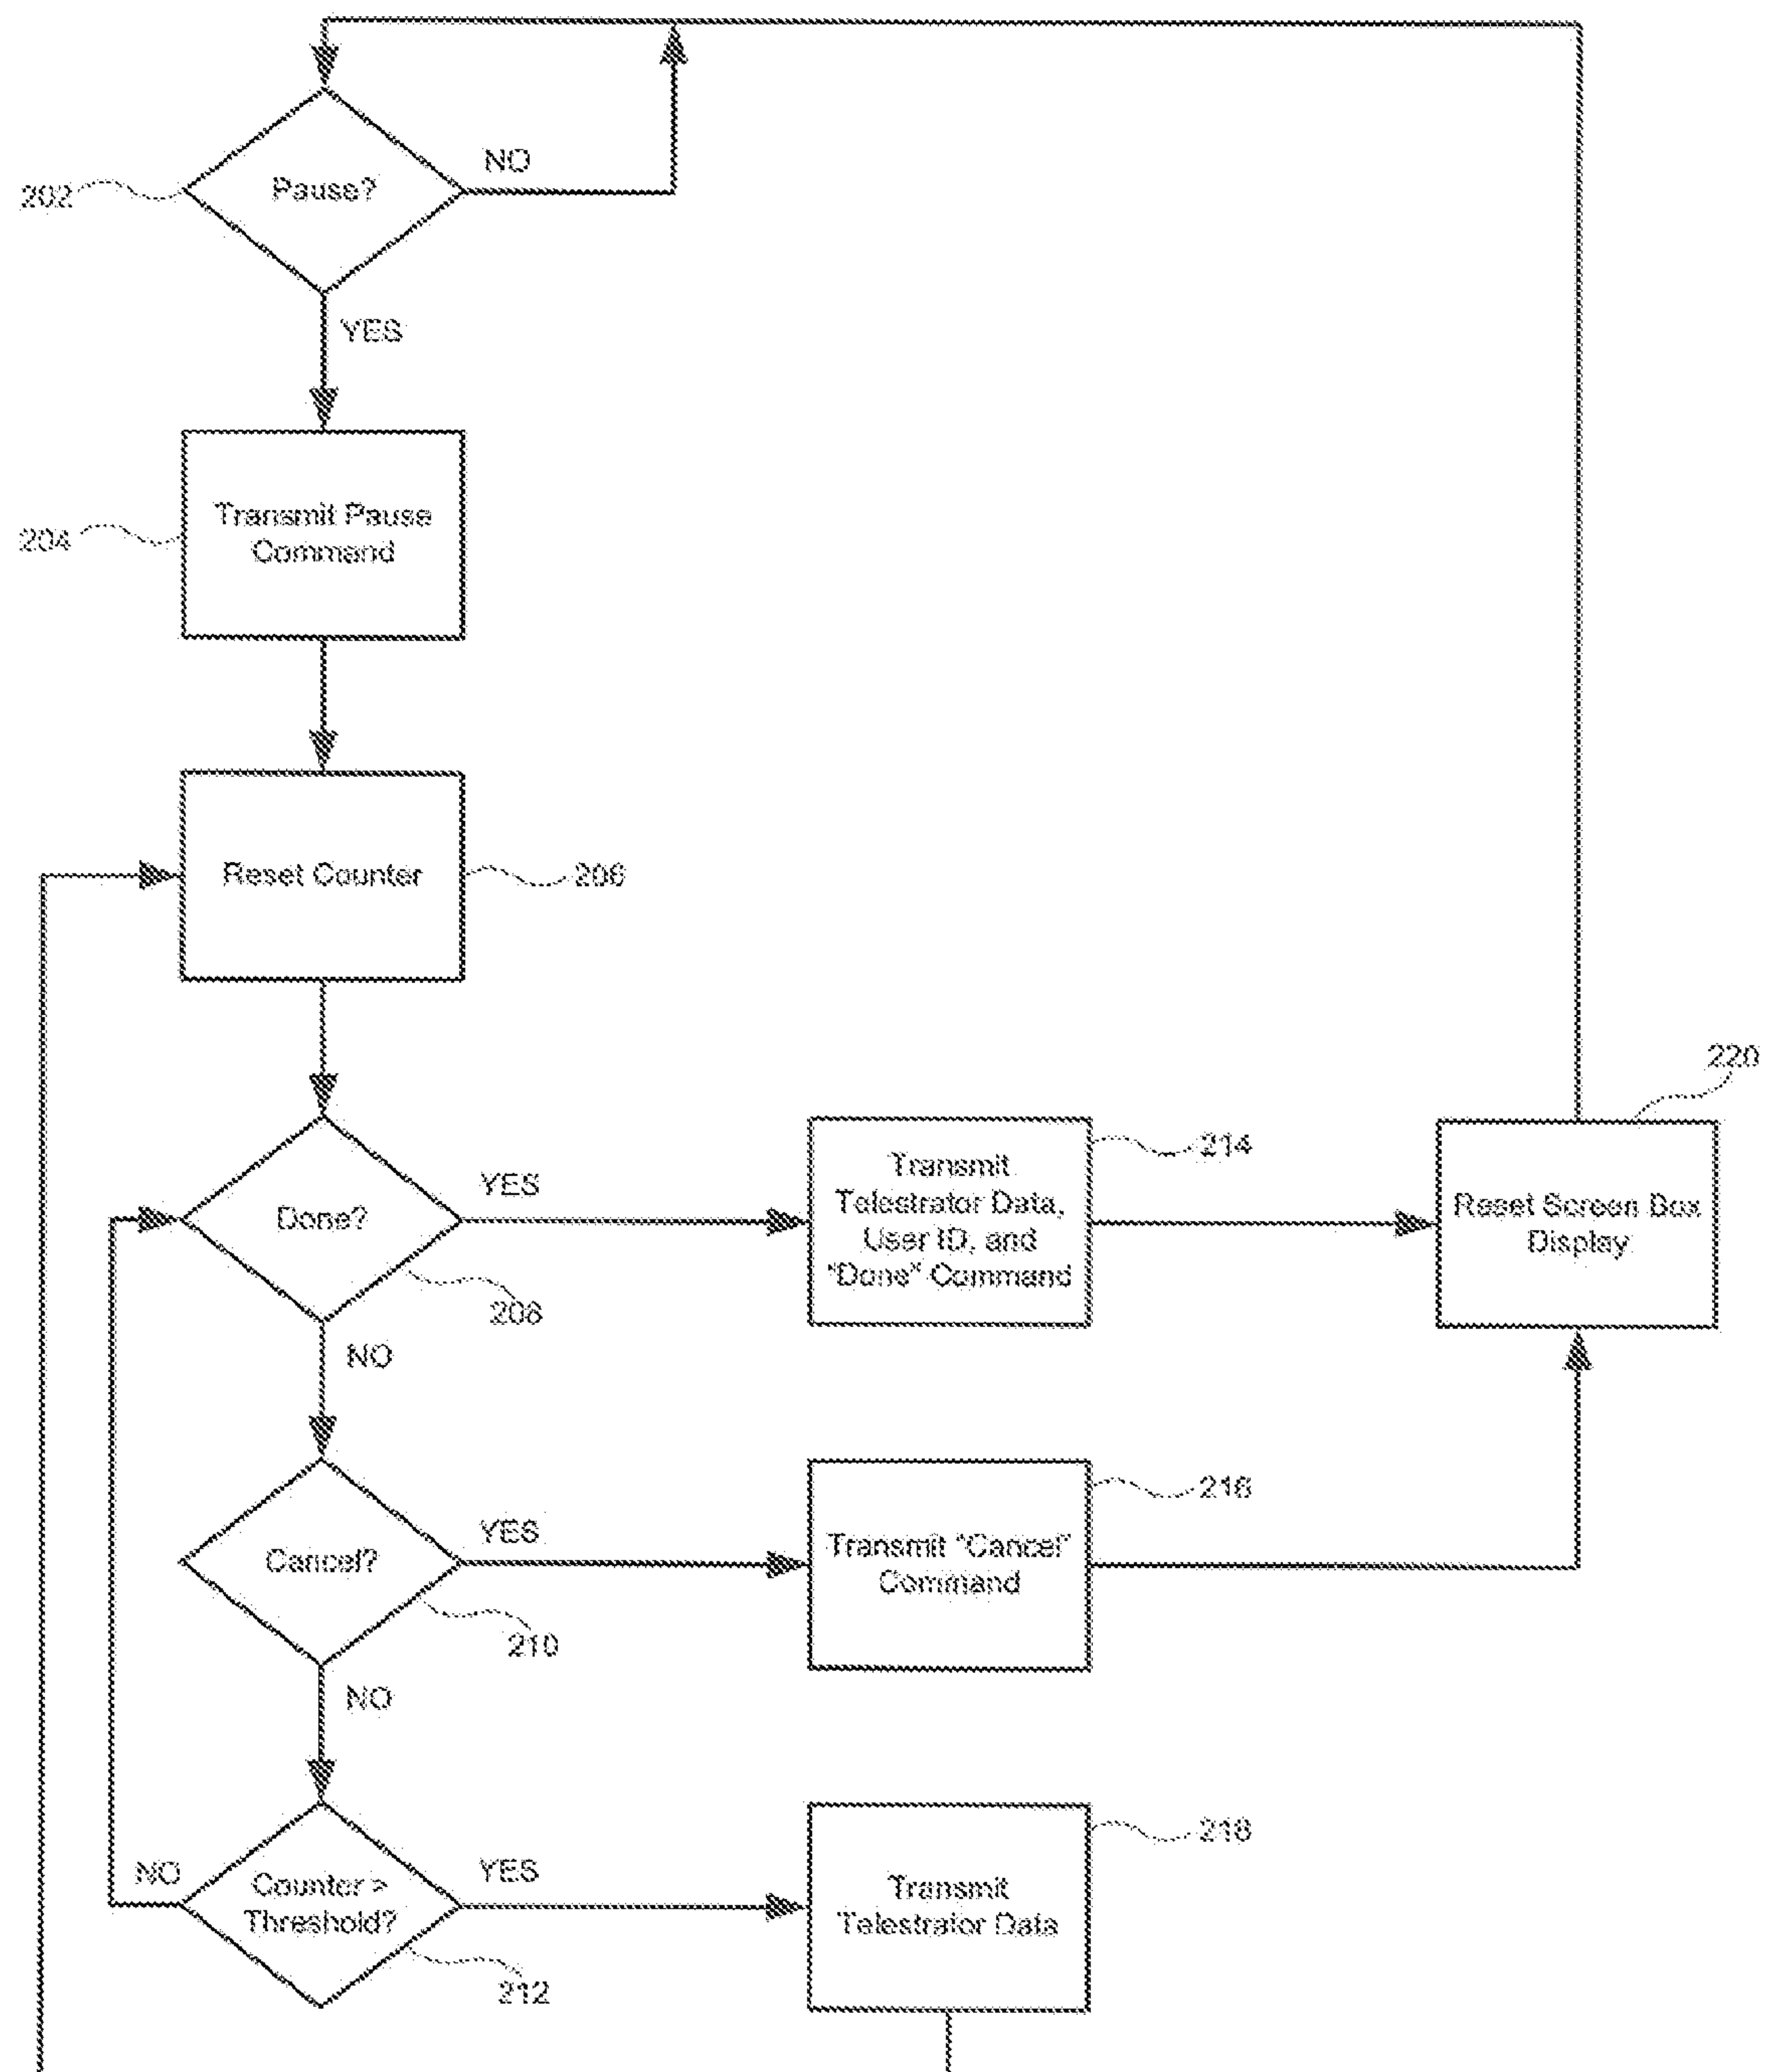 NO
202
Pause?
YES
204
Transmit Pause
Command
Reset Counter
206
220
214
Transmit
Telestrator Data,
User ID, and
"Done" Command
Reset Screen Box
Display
YES
Done?
208
NO
216
YES
Transmit "Cancel"
Command
Cancel?
210
NO
218
NO
YES
Counter >
Threshold?
Transmit
Telestrator Data
212